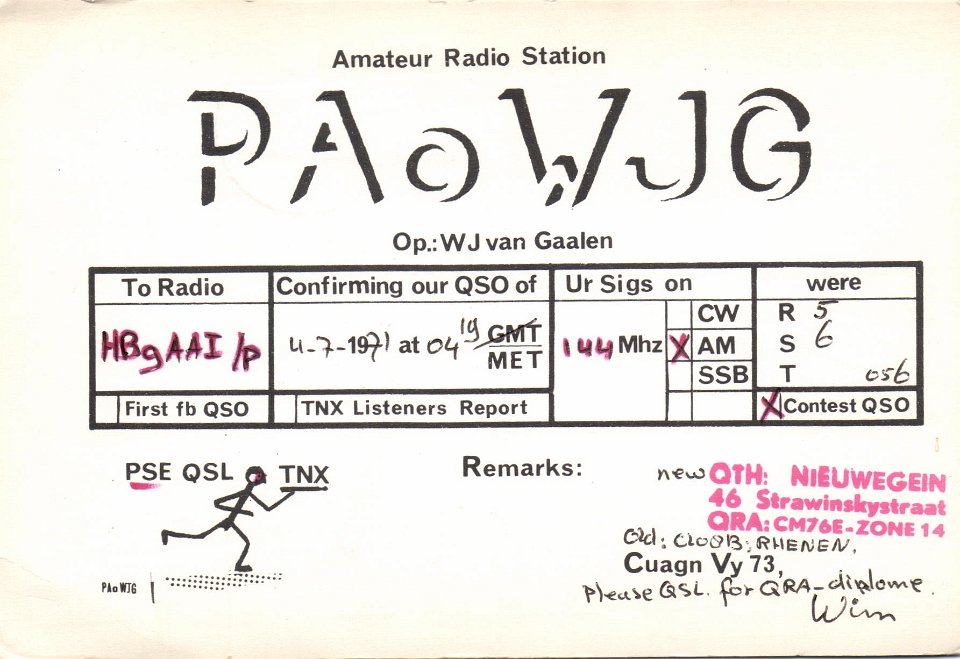 Amateur Radio Station
PAoWJG
Op.: WJ van Gaalen
To Radio
Confirming our QSO of
Ur Sigs on
were
HB9AAI/p
4-7-1971 at 04 19 GMT
MET
144 Mhz
CW
X AM
SSB
R 5
S 6
T 056
First fb QSO
TNX Listeners Report
X Contest QSO
PSE QSL TNX
Remarks:
new QTH: NIEUWEGEIN
46 Strawinskystraat
QRA: CM76E-ZONE 14
Old: RHENEN.
Cuagn Vy 73,
Please QSL. for QRA-diplome.
Wim
PAoWJG